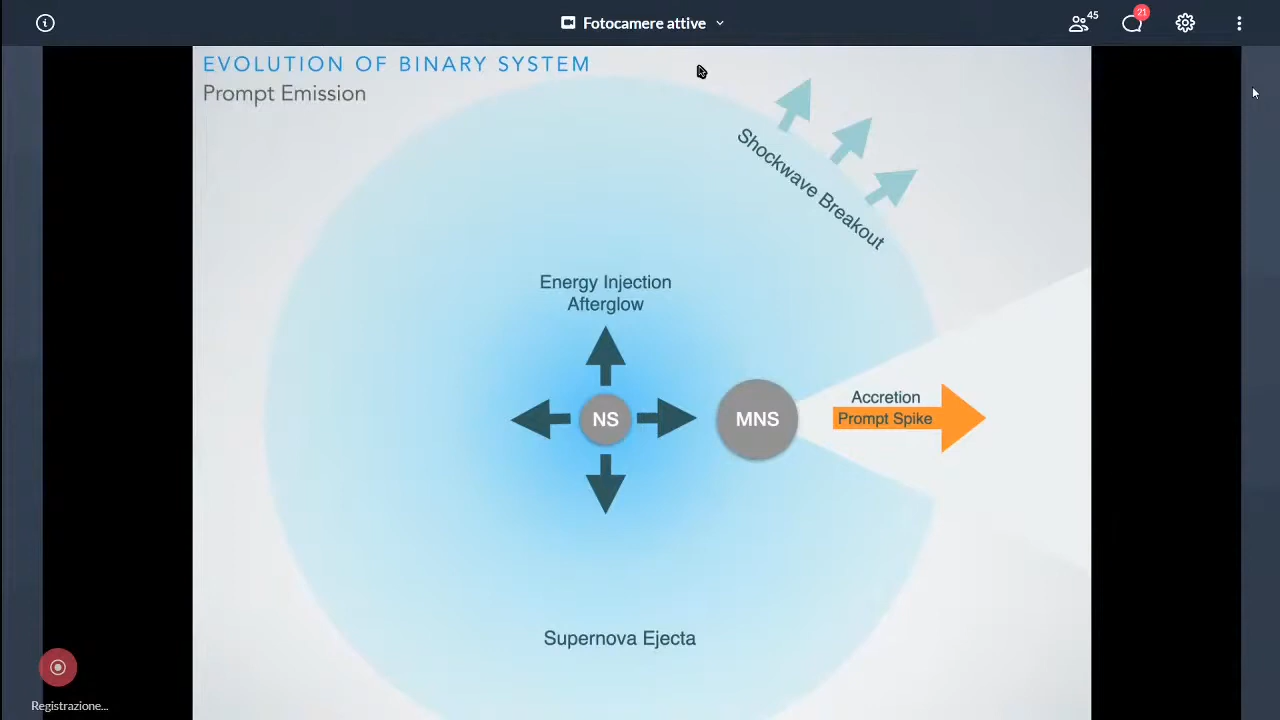 Fotocamere attive
45
21
EVOLUTION OF BINARY SYSTEM
Prompt Emission
Shockwave Breakout
Energy Injection
Afterglow
NS
MNS
Accretion
Prompt Spike
Supernova Ejecta
Registrazione...